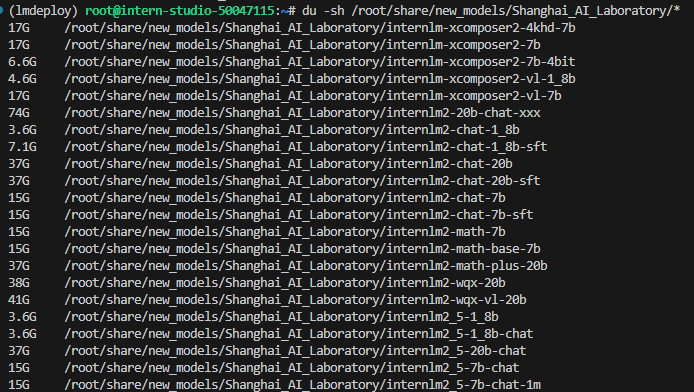 (lmdeploy) root@intern-studio-50047115:~# du -sh /root/share/new_models/Shanghai_AI_Laboratory/*
17G /root/share/new_models/Shanghai_AI_Laboratory/internlm-xcomposer2-4khd-7b
17G /root/share/new_models/Shanghai_AI_Laboratory/internlm-xcomposer2-7b
6.6G /root/share/new_models/Shanghai_AI_Laboratory/internlm-xcomposer2-7b-4bit
4.6G /root/share/new_models/Shanghai_AI_Laboratory/internlm-xcomposer2-vl-1_8b
17G /root/share/new_models/Shanghai_AI_Laboratory/internlm-xcomposer2-vl-7b
74G /root/share/new_models/Shanghai_AI_Laboratory/internlm2-20b-chat-xxx
3.6G /root/share/new_models/Shanghai_AI_Laboratory/internlm2-chat-1_8b
7.1G /root/share/new_models/Shanghai_AI_Laboratory/internlm2-chat-1_8b-sft
37G /root/share/new_models/Shanghai_AI_Laboratory/internlm2-chat-20b
37G /root/share/new_models/Shanghai_AI_Laboratory/internlm2-chat-20b-sft
15G /root/share/new_models/Shanghai_AI_Laboratory/internlm2-chat-7b
15G /root/share/new_models/Shanghai_AI_Laboratory/internlm2-chat-7b-sft
15G /root/share/new_models/Shanghai_AI_Laboratory/internlm2-math-7b
15G /root/share/new_models/Shanghai_AI_Laboratory/internlm2-math-base-7b
37G /root/share/new_models/Shanghai_AI_Laboratory/internlm2-math-plus-20b
38G /root/share/new_models/Shanghai_AI_Laboratory/internlm2-wqx-20b
41G /root/share/new_models/Shanghai_AI_Laboratory/internlm2-wqx-vl-20b
3.6G /root/share/new_models/Shanghai_AI_Laboratory/internlm2_5-1_8b
3.6G /root/share/new_models/Shanghai_AI_Laboratory/internlm2_5-1_8b-chat
37G /root/share/new_models/Shanghai_AI_Laboratory/internlm2_5-20b-chat
15G /root/share/new_models/Shanghai_AI_Laboratory/internlm2_5-7b-chat
15G /root/share/new_models/Shanghai_AI_Laboratory/internlm2_5-7b-chat-1m